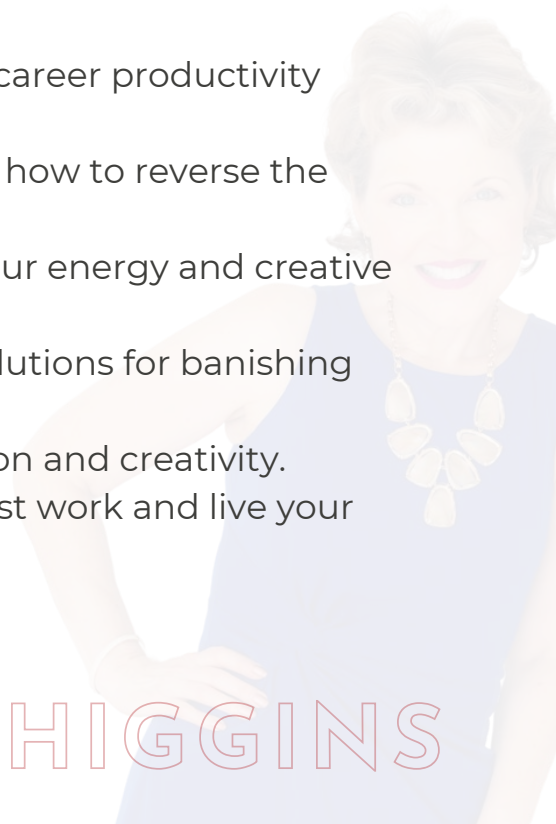 career productivity
how to reverse the
ur energy and creative
lutions for banishing
on and creativity.
st work and live your
HIGGINS